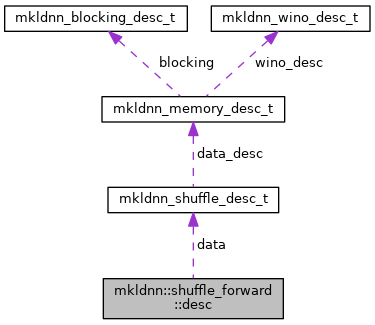 mkldnn_blocking_desc_t
mkldnn_wino_desc_t
blocking
wino_desc
mkldnn_memory_desc_t
data_desc
mkldnn_shuffle_desc_t
data
mkldnn::shuffle_forward
::desc